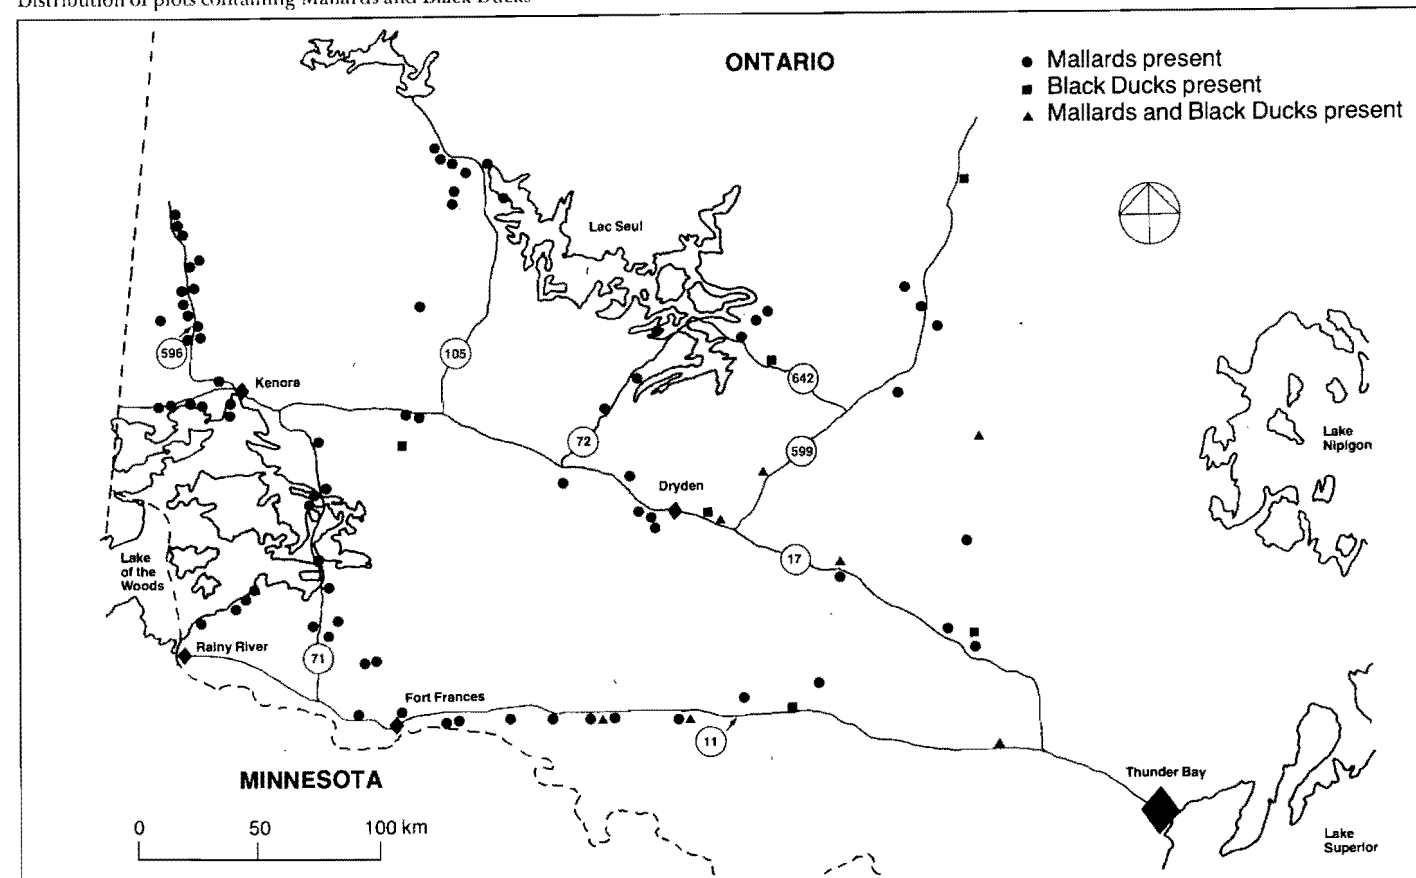 Distribution of plots containing Mallards and Black Ducks
ONTARIO
Mallards present
Black Ducks present
Mallards and Black Ducks present
Lac Seul
596
105
Kenora
642
72
599
Lake
Nipigon
Dryden
17
Lake
of the
Woods
Rainy River
71
Fort Frances
11
MINNESOTA
Thunder Bay
0 50 100 km
Lake
Superior